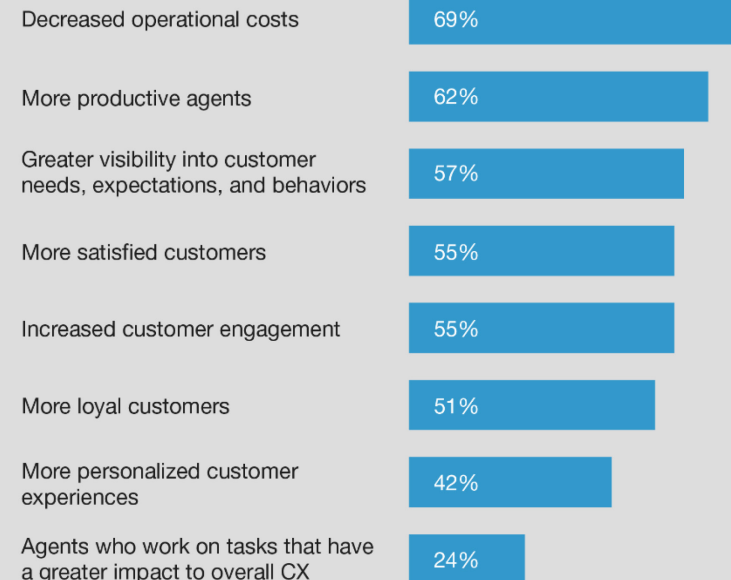 Decreased operational costs
69%
More productive agents
62%
Greater visibility into customer
needs, expectations, and behaviors
57%
More satisfied customers
55%
Increased customer engagement
55%
More loyal customers
51%
More personalized customer
experiences
42%
Agents who work on tasks that have
a greater impact to overall CX
24%